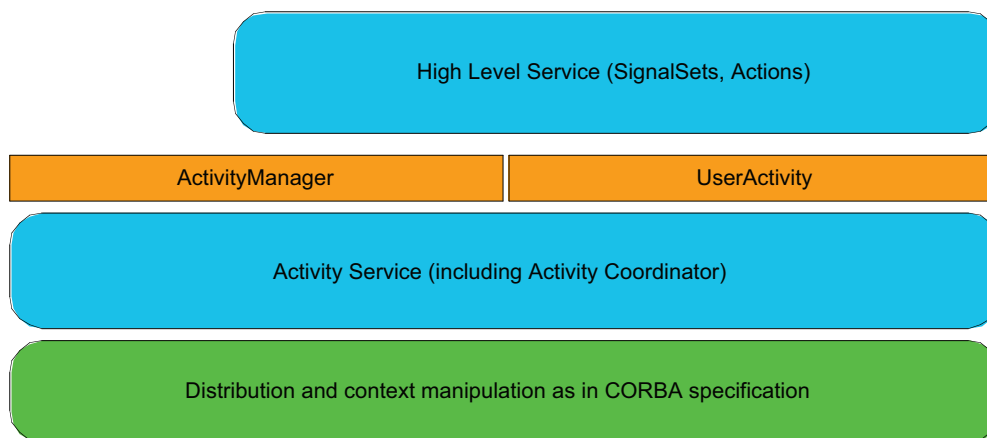 High Level Service (SignalSets, Actions)
ActivityManager
UserActivity
Activity Service (including Activity Coordinator)
Distribution and context manipulation as in CORBA specification